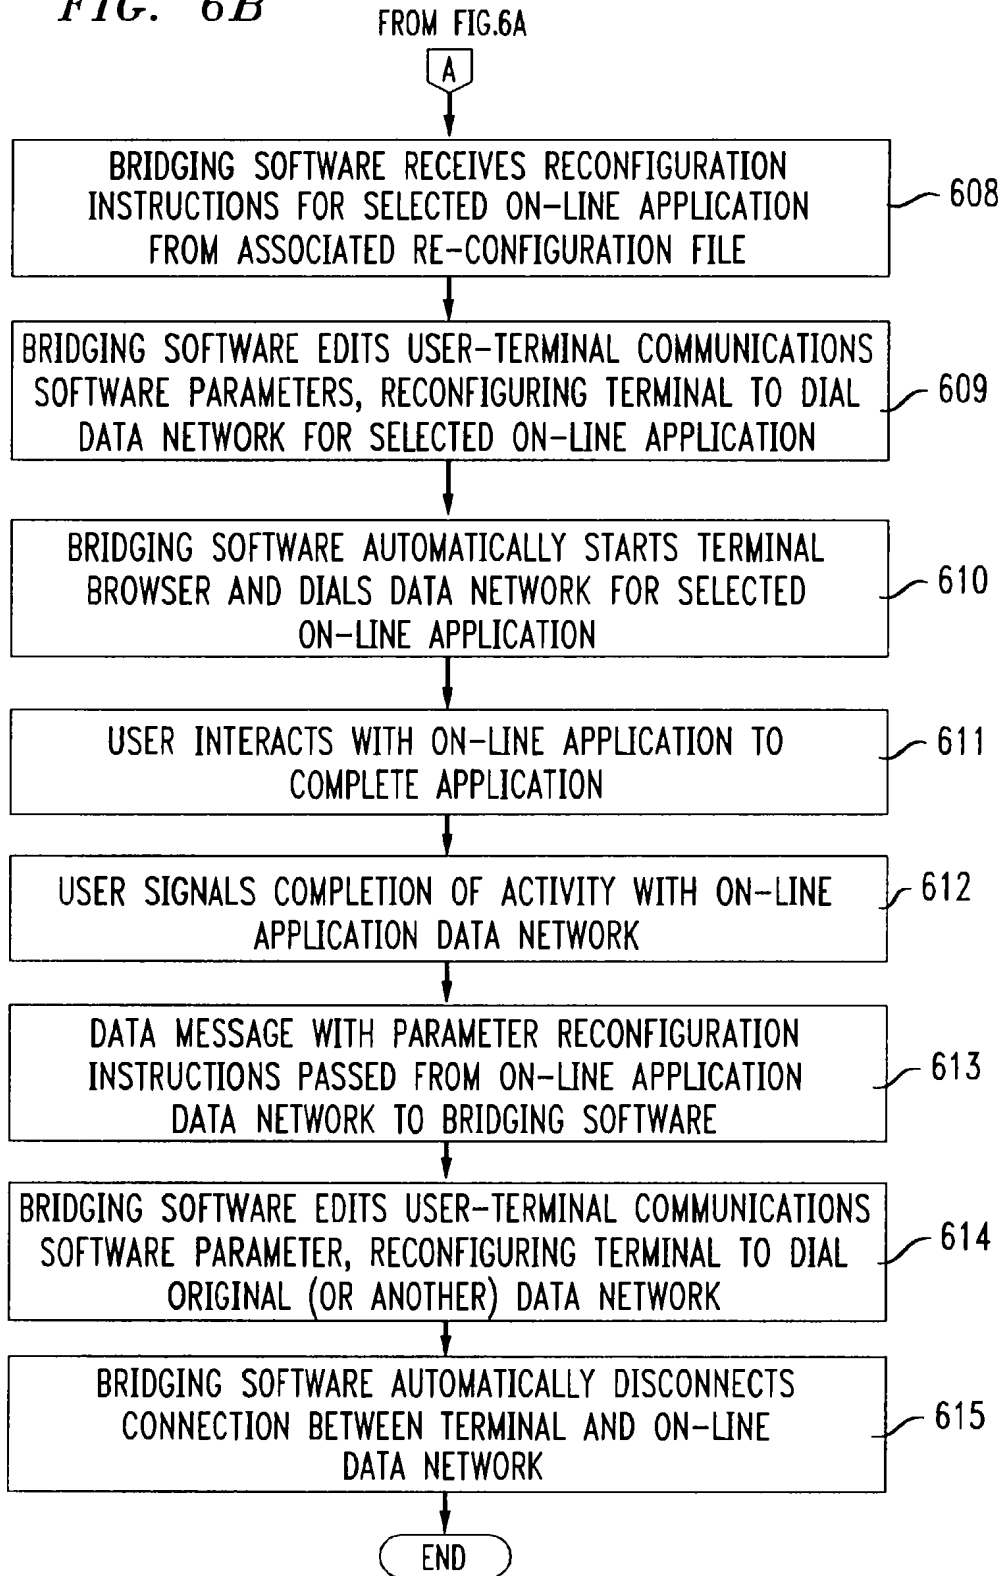 FIG. 6B
FROM FIG.6A
A
BRIDGING SOFTWARE RECEIVES RECONFIGURATION
INSTRUCTIONS FOR SELECTED ON-LINE APPLICATION
FROM ASSOCIATED RE-CONFIGURATION FILE
608
BRIDGING SOFTWARE EDITS USER-TERMINAL COMMUNICATIONS
SOFTWARE PARAMETERS, RECONFIGURING TERMINAL TO DIAL
DATA NETWORK FOR SELECTED ON-LINE APPLICATION
609
BRIDGING SOFTWARE AUTOMATICALLY STARTS TERMINAL
BROWSER AND DIALS DATA NETWORK FOR SELECTED
ON-LINE APPLICATION
610
USER INTERACTS WITH ON-LINE APPLICATION TO
COMPLETE APPLICATION
611
USER SIGNALS COMPLETION OF ACTIVITY WITH ON-LINE
APPLICATION DATA NETWORK
612
DATA MESSAGE WITH PARAMETER RECONFIGURATION
INSTRUCTIONS PASSED FROM ON-LINE APPLICATION
DATA NETWORK TO BRIDGING SOFTWARE
613
BRIDGING SOFTWARE EDITS USER-TERMINAL COMMUNICATIONS
SOFTWARE PARAMETER, RECONFIGURING TERMINAL TO DIAL
ORIGINAL (OR ANOTHER) DATA NETWORK
614
BRIDGING SOFTWARE AUTOMATICALLY DISCONNECTS
CONNECTION BETWEEN TERMINAL AND ON-LINE
DATA NETWORK
615
END